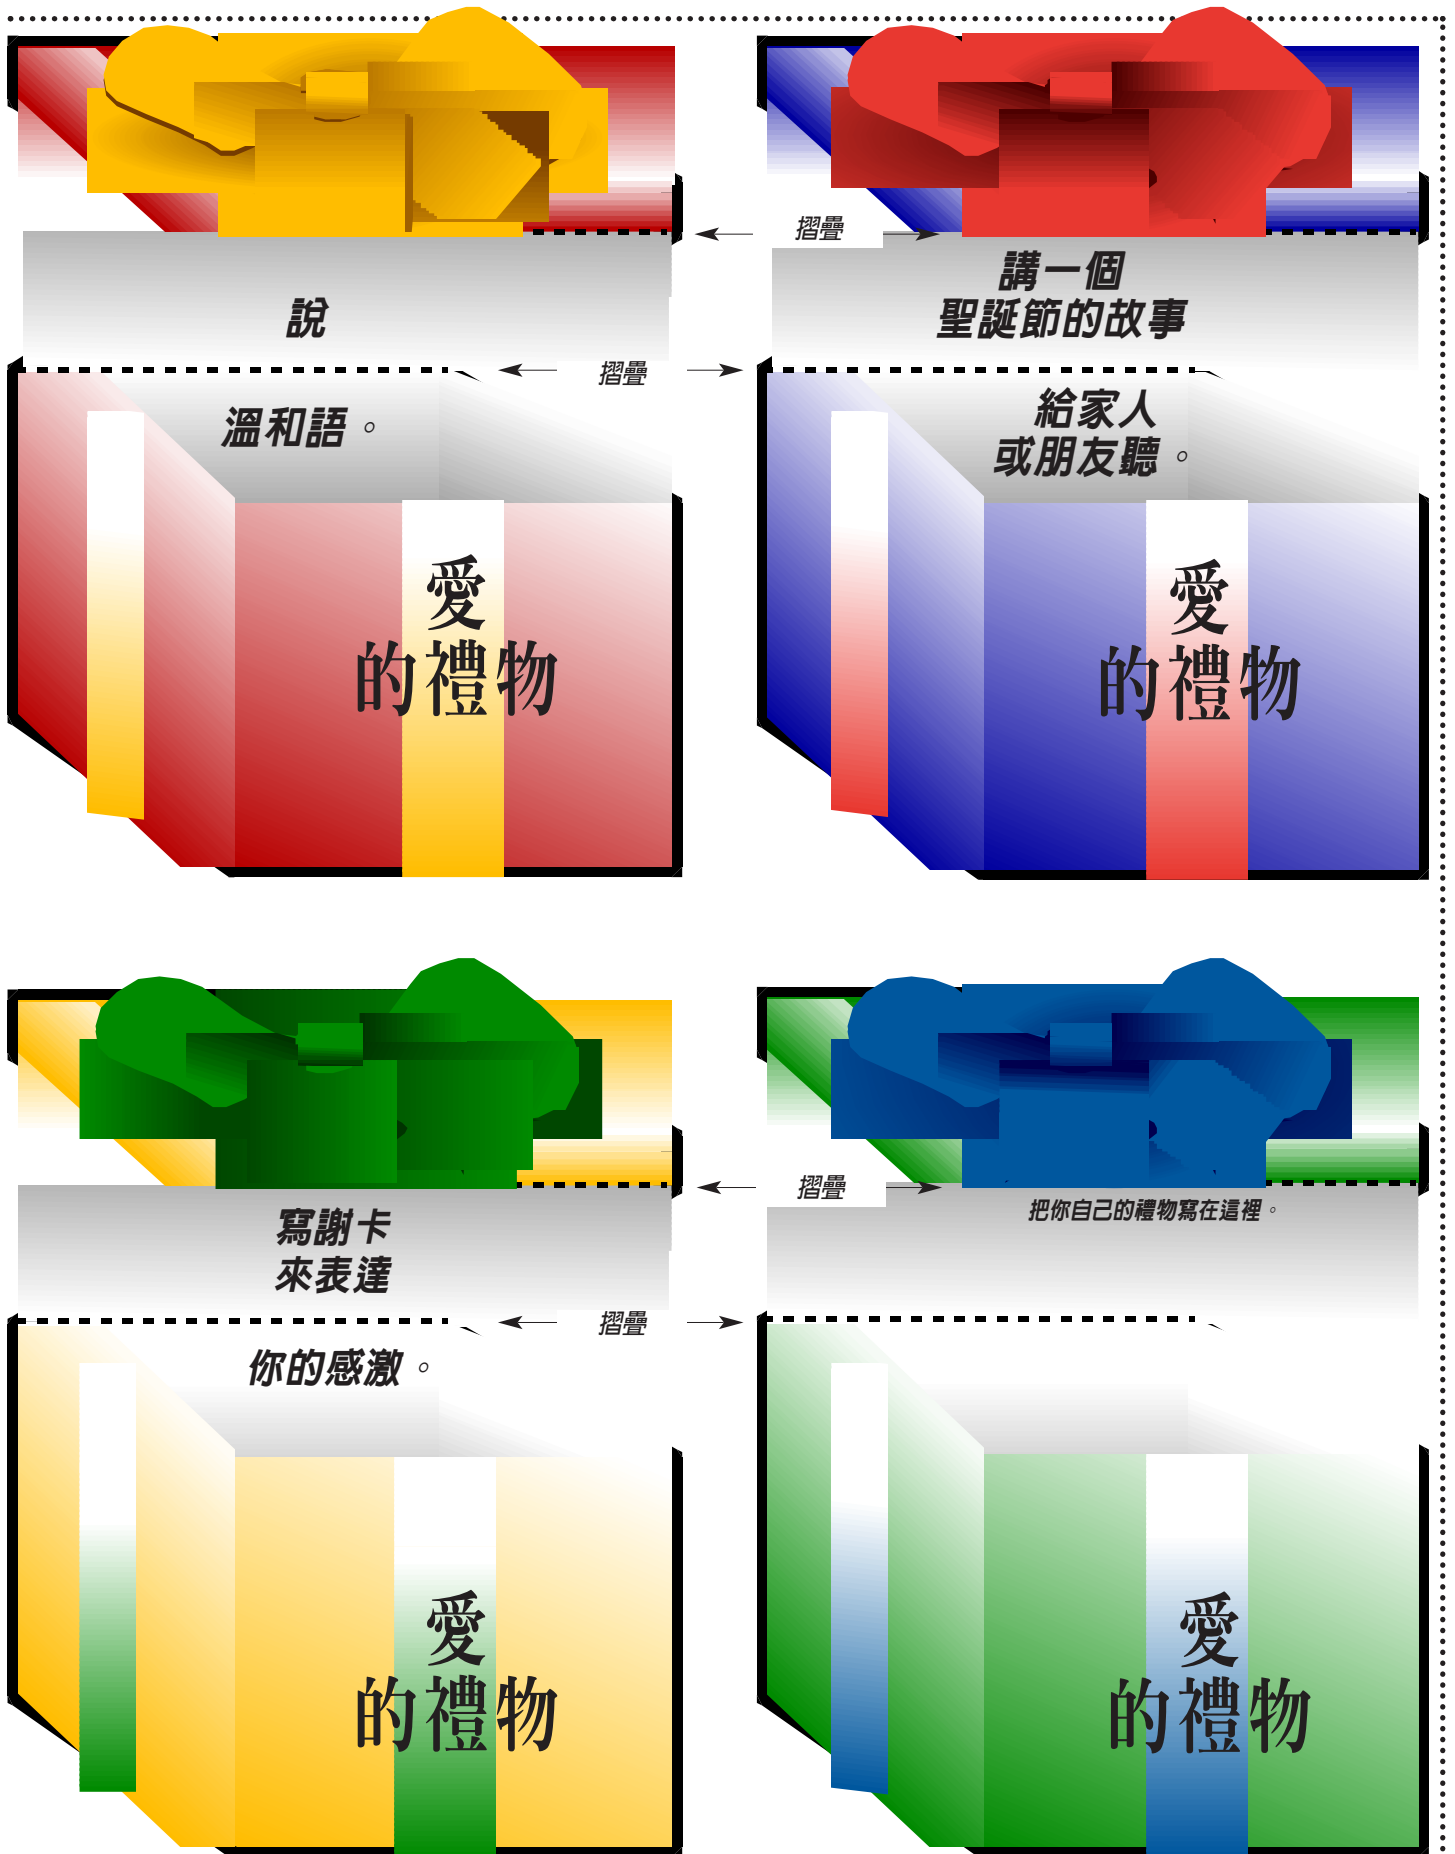 摺疊
說
講一個
聖誕節的故事
摺疊
溫和語。
給家人
或朋友聽。
愛
的禮物
愛
的禮物
摺疊
寫謝卡
來表達
把你自己的禮物寫在這裡。
摺疊
你的感激。
愛
的禮物
愛
的禮物